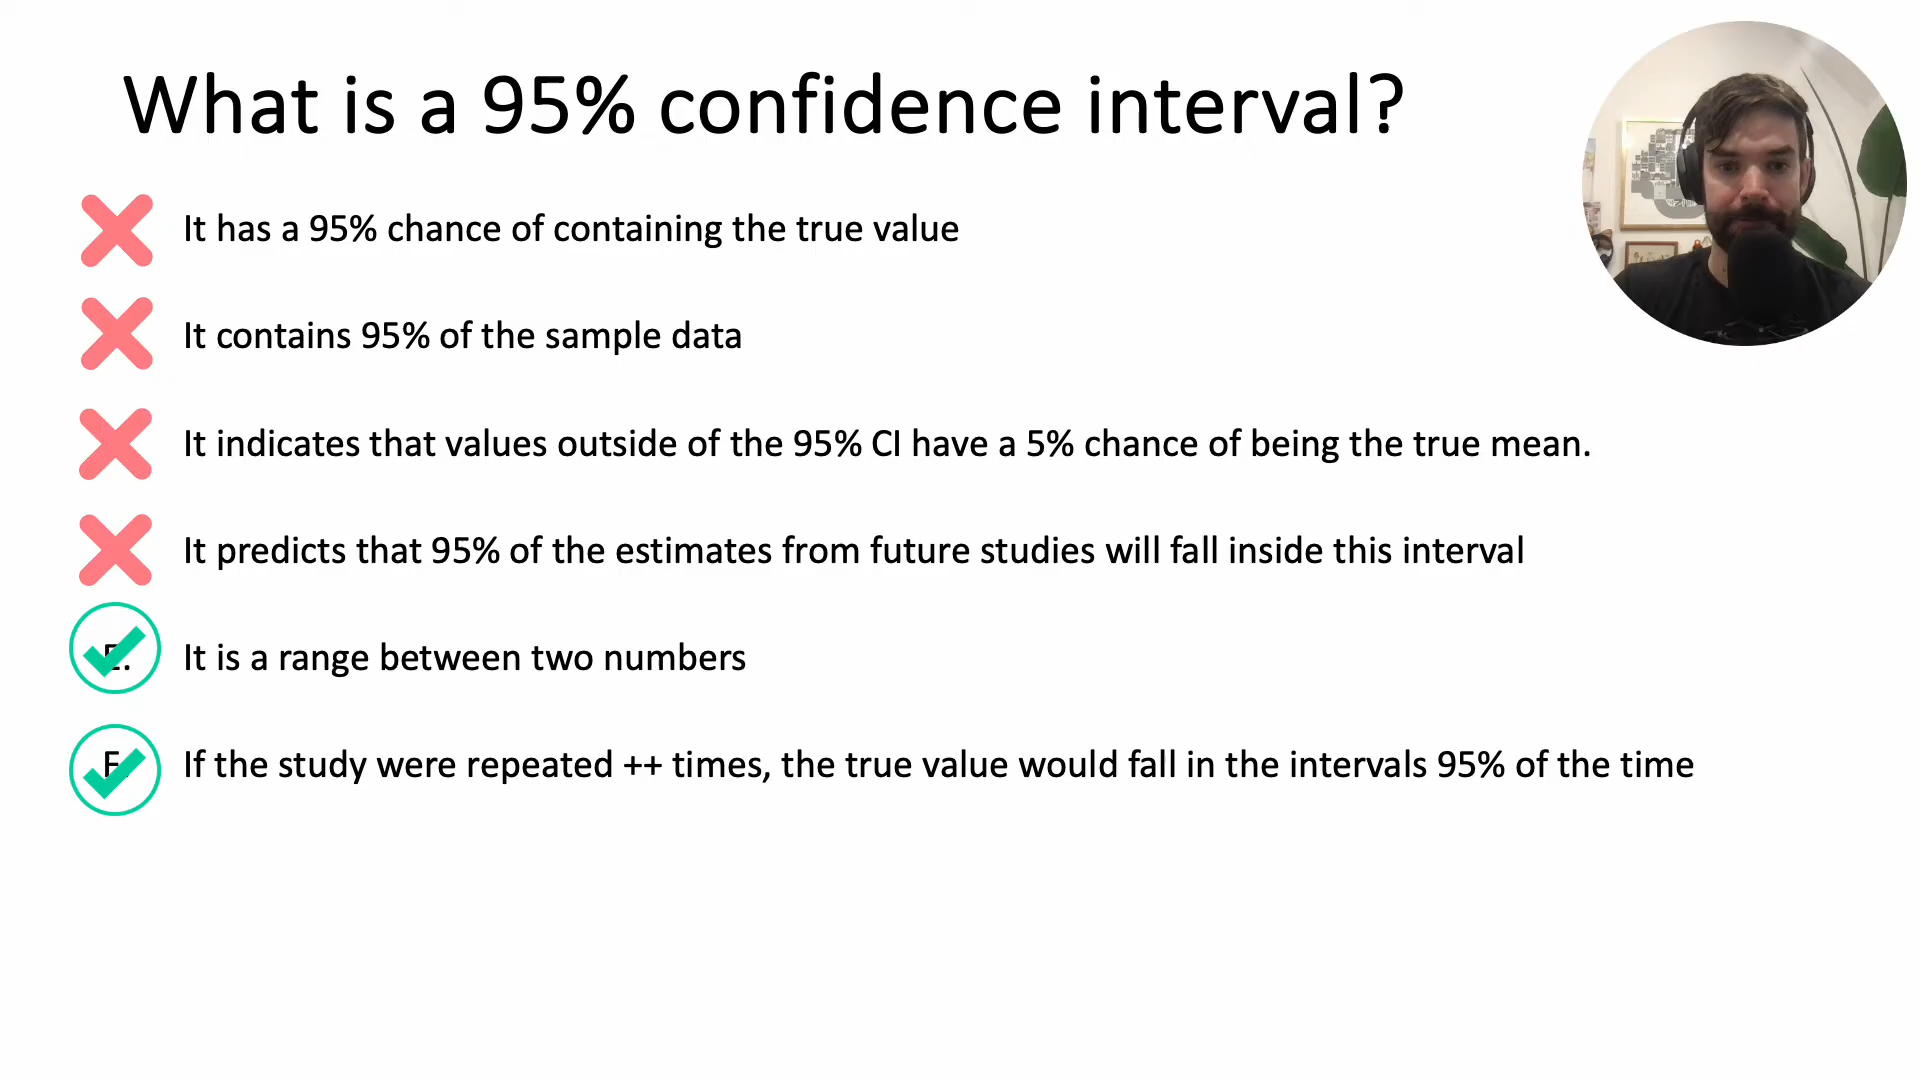 What is a 95% confidence interval?
It has a 95% chance of containing the true value
It contains 95% of the sample data
It indicates that values outside of the 95% CI have a 5% chance of being the true mean.
It predicts that 95% of the estimates from future studies will fall inside this interval
E. It is a range between two numbers
F. If the study were repeated ++ times, the true value would fall in the intervals 95% of the time